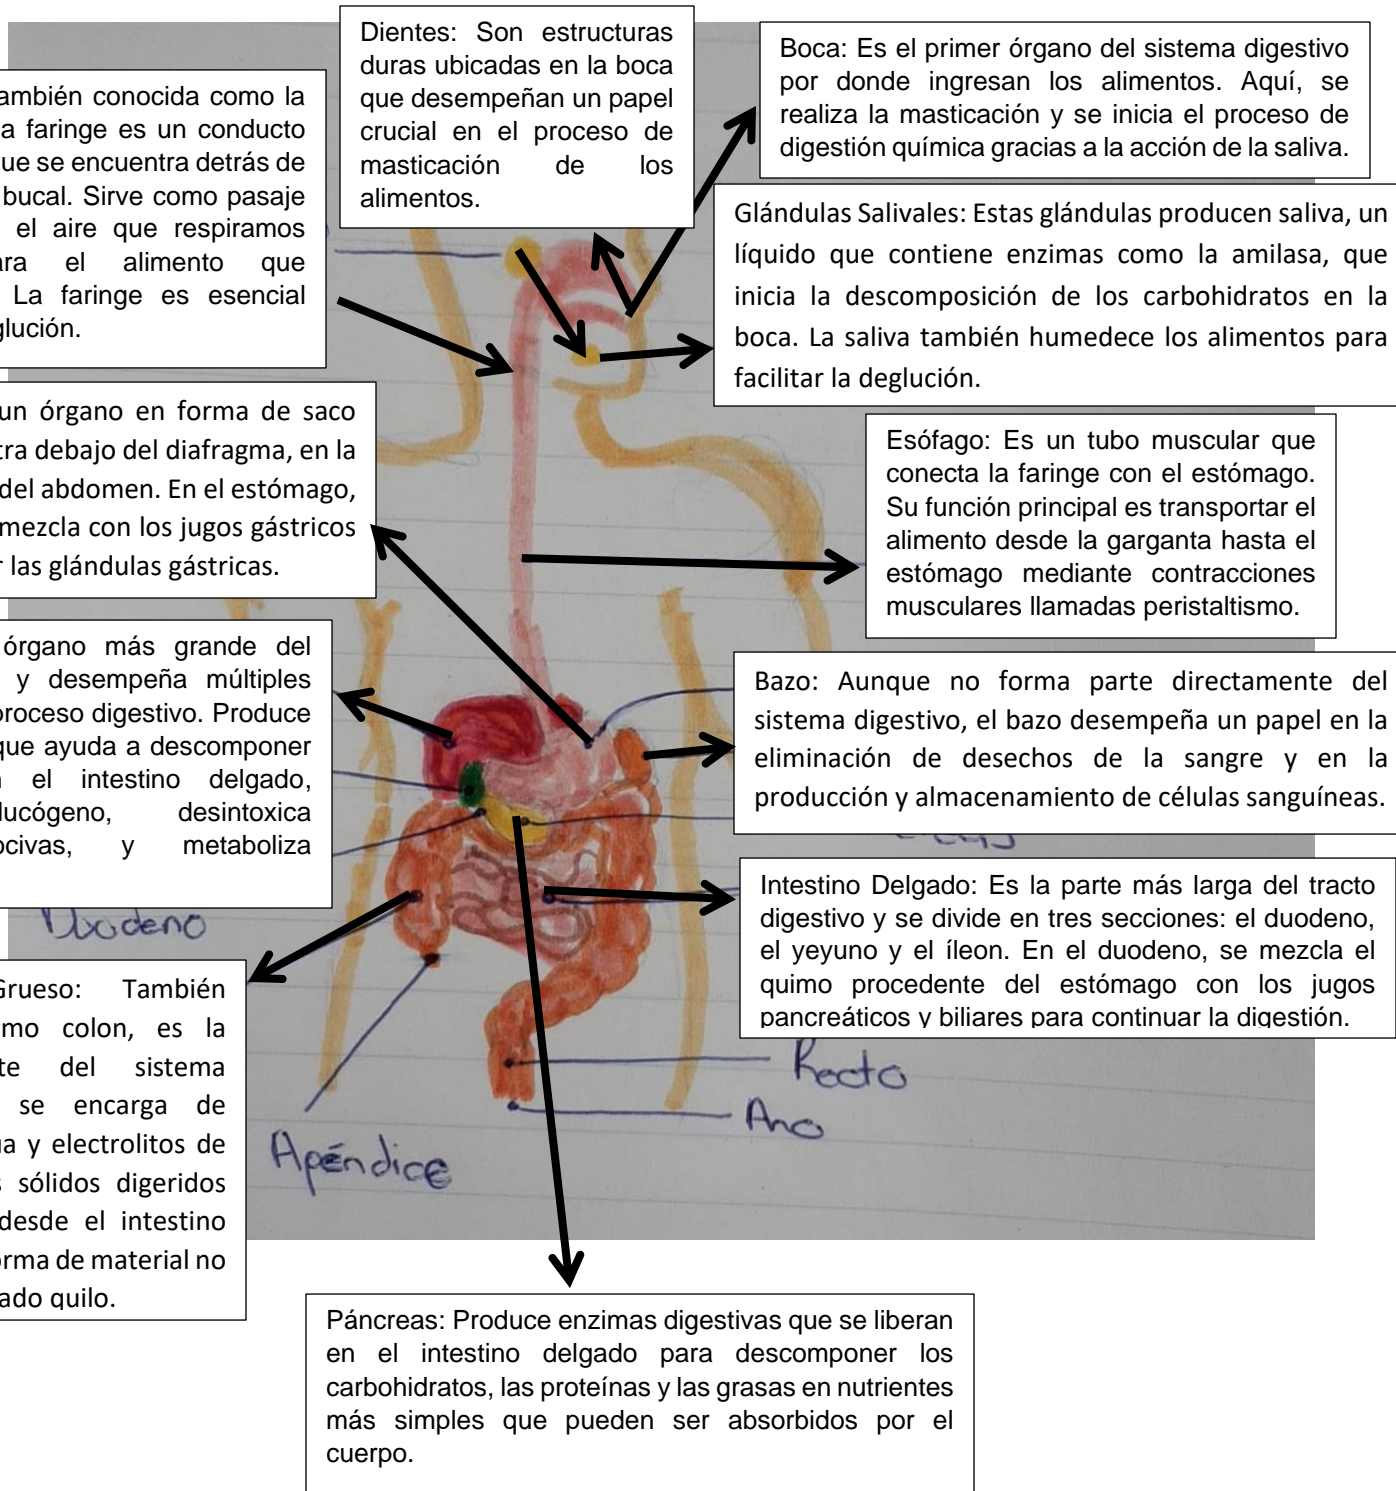 Dientes: Son estructuras
duras ubicadas en la boca
que desempeñan un papel
crucial en el proceso de
masticación de los
alimentos.
Boca: Es el primer órgano del sistema digestivo
por donde ingresan los alimentos. Aquí, se
realiza la masticación y se inicia el proceso de
digestión química gracias a la acción de la saliva.
también conocida como la
a faringe es un conducto
que se encuentra detrás de
bucal. Sirve como pasaje
el aire que respiramos
ara el alimento que
La faringe es esencial
glución.
Glándulas Salivales: Estas glándulas producen saliva, un
líquido que contiene enzimas como la amilasa, que
inicia la descomposición de los carbohidratos en la
boca. La saliva también humedece los alimentos para
facilitar la deglución.
un órgano en forma de saco
tra debajo del diafragma, en la
del abdomen. En el estómago,
mezcla con los jugos gástricos
r las glándulas gástricas.
Esófago: Es un tubo muscular que
conecta la faringe con el estómago.
Su función principal es transportar el
alimento desde la garganta hasta el
estómago mediante contracciones
musculares llamadas peristaltismo.
órgano más grande del
y desempeña múltiples
proceso digestivo. Produce
que ayuda a descomponer
n el intestino delgado,
lucógeno, desintoxica
ocivas, y metaboliza
Bazo: Aunque no forma parte directamente del
sistema digestivo, el bazo desempeña un papel en la
eliminación de desechos de la sangre y en la
producción y almacenamiento de células sanguíneas.
Intestino Delgado: Es la parte más larga del tracto
digestivo y se divide en tres secciones: el duodeno,
el yeyuno y el íleon. En el duodeno, se mezcla el
quimo procedente del estómago con los jugos
pancreáticos y biliares para continuar la digestión.
Duodeno
Grueso: También
omo colon, es la
te del sistema
se encarga de
ua y electrolitos de
s sólidos digeridos
desde el intestino
orma de material no
ado quilo.
Recto
Ano
Apéndice
Páncreas: Produce enzimas digestivas que se liberan
en el intestino delgado para descomponer los
carbohidratos, las proteínas y las grasas en nutrientes
más simples que pueden ser absorbidos por el
cuerpo.